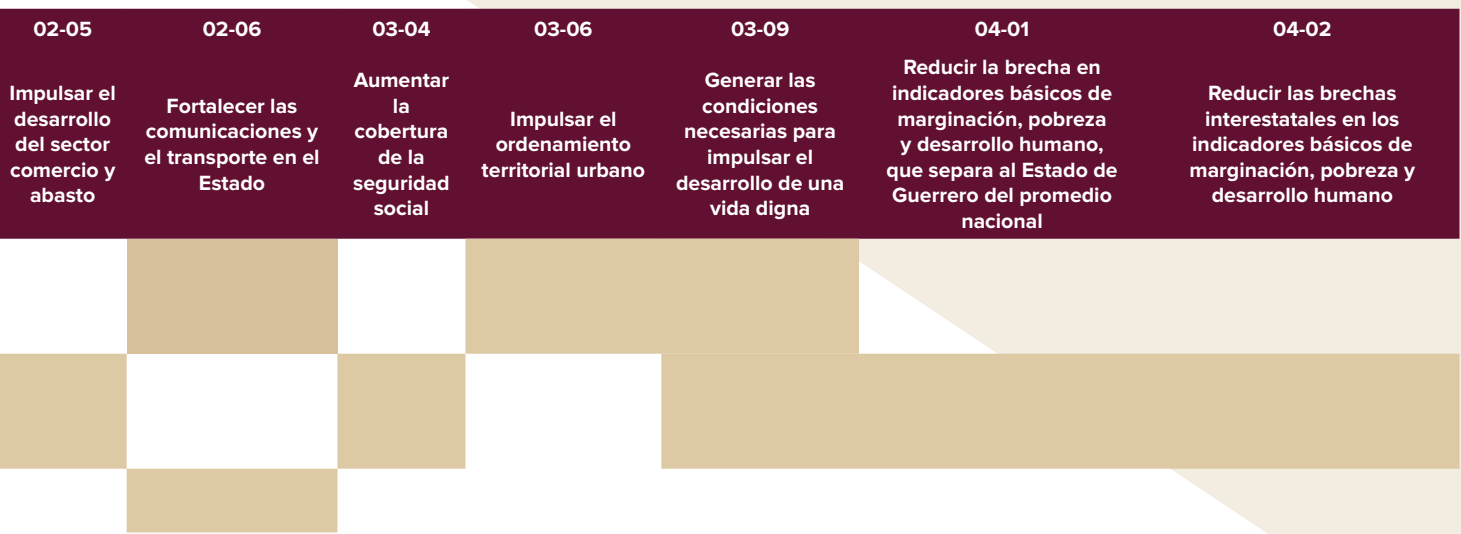 02-05
02-06
03-04
03-06
03-09
04-01
04-02
Impulsar el
desarrollo
del sector
comercio y
abasto
Fortalecer las
comunicaciones y
el transporte en el
Estado
Aumentar
la
cobertura
de la
seguridad
social
Impulsar el
ordenamiento
territorial urbano
Generar las
condiciones
necesarias para
impulsar el
desarrollo de una
vida digna
Reducir la brecha en
indicadores básicos de
marginación, pobreza
y desarrollo humano,
que separa al Estado de
Guerrero del promedio
nacional
Reducir las brechas
interestatales en los
indicadores básicos de
marginación, pobreza y
desarrollo humano